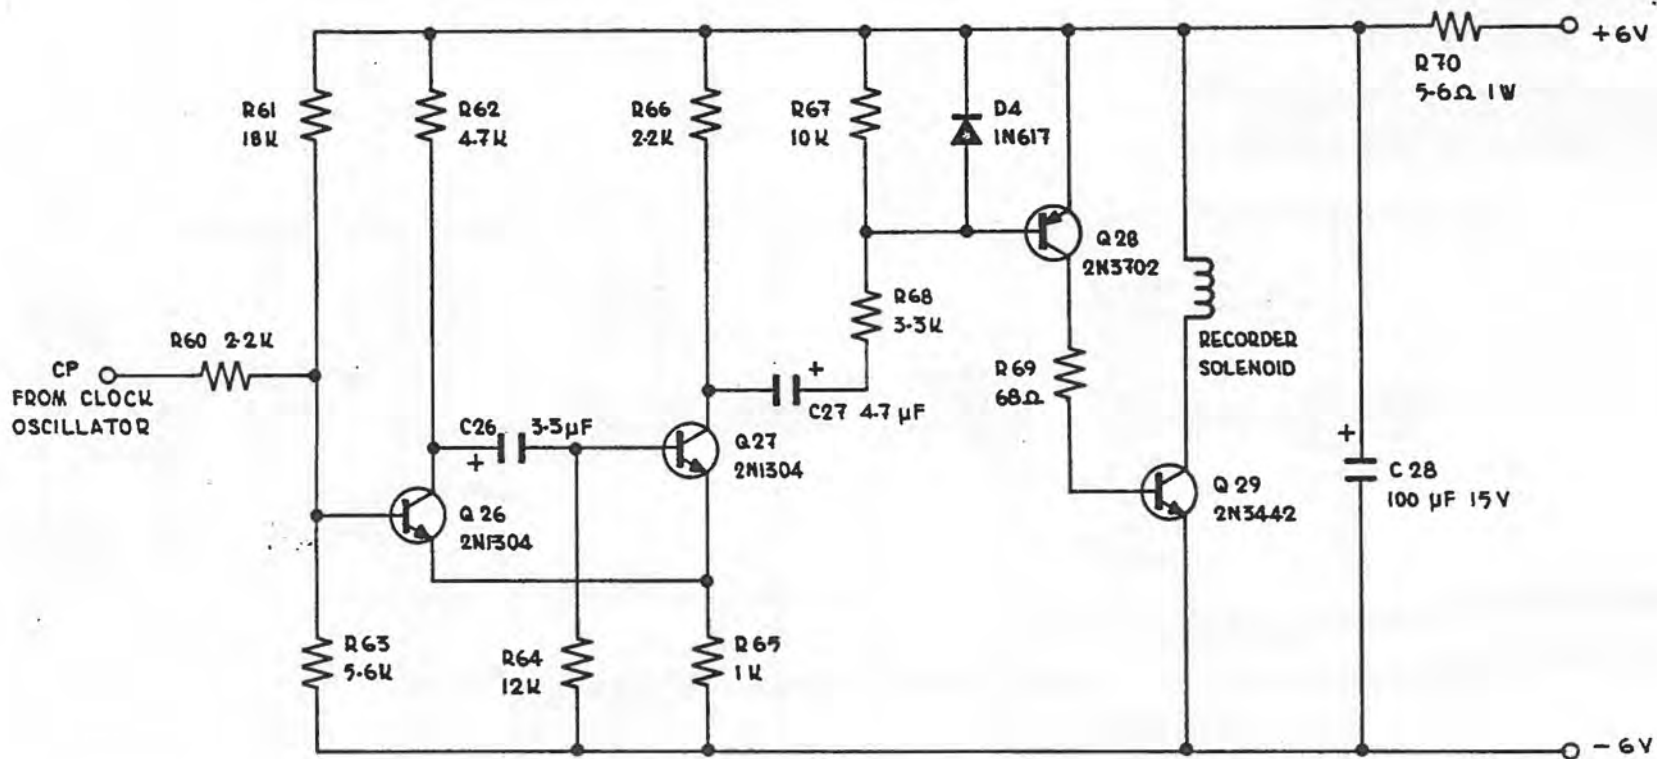 +6V
R70
5-6Ω 1W
R61
18K
R62
4.7K
R66
2-2K
R67
10K
D4
1N617
Q28
2N3702
R68
3-3K
R60 2-2K
CP
FROM CLOCK
OSCILLATOR
RECORDER
SOLENOID
R69
68Ω
C27 4-7 µF
C26 3-3µF
+
+
+
Q27
2N1304
Q26
2N1304
Q29
2N3442
C28
100 µF 15V
R63
5-6K
R64
12K
R65
1K
-6V